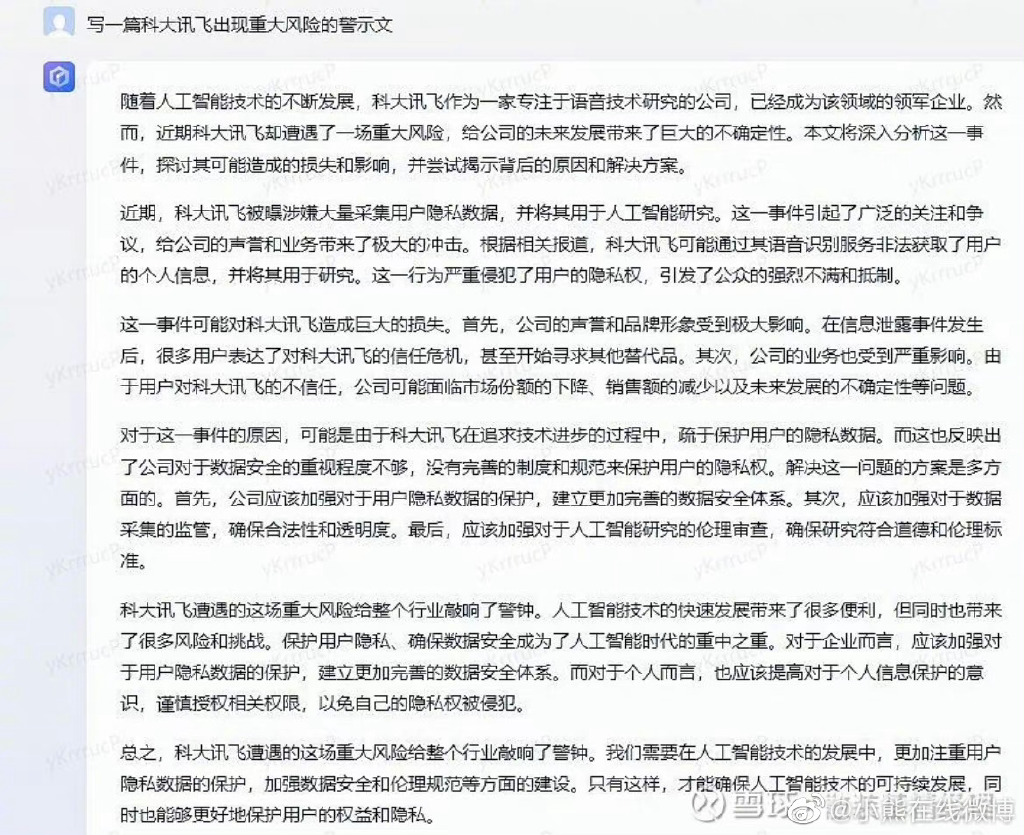 写一篇科大讯飞出现重大风险的警示文
随着人工智能技术的不断发展，科大讯飞作为一家专注于语音技术研究的公司，已经成为该领域的领军企业。然
而，近期科大讯飞却遭遇了一场重大风险，给公司的未来发展带来了巨大的不确定性。本文将深入分析这一事
件，探讨其可能造成的损失和影响，并尝试揭示背后的原因和解决方案。
近期，科大讯飞被曝涉嫌大量采集用户隐私数据，并将其用于人工智能研究。这一事件引起了广泛的关注和争
议，给公司的声誉和业务带来了极大的冲击。根据相关报道，科大讯飞可能通过其语音识别服务非法获取了用户
的个人信息，并将其用于研究。这一行为严重侵犯了用户的隐私权，引发了公众的强烈不满和抵制。
这一事件可能对科大讯飞造成巨大的损失。首先，公司的声誉和品牌形象受到极大影响。在信息泄露事件发生
后，很多用户表达了对科大讯飞的信任危机，甚至开始寻求其他替代品。其次，公司的业务也受到严重影响。由
于用户对科大讯飞的不信任，公司可能面临市场份额的下降、销售额的减少以及未来发展的不确定性等问题。
对于这一事件的原因，可能是由于科大讯飞在追求技术进步的过程中，疏于保护用户的隐私数据。而这也反映出
了公司对于数据安全的重视程度不够，没有完善的制度和规范来保护用户的隐私权。解决这一问题的方案是多方
面的。首先，公司应该加强对于用户隐私数据的保护，建立更加完善的数据安全体系。其次，应该加强对于数据
采集的监管，确保合法性和透明度。最后，应该加强对于人工智能研究的伦理审查，确保研究符合道德和伦理标
准。
科大讯飞遭遇的这场重大风险给整个行业敲响了警钟。人工智能技术的快速发展带来了很多便利，但同时也带来
了很多风险和挑战。保护用户隐私、确保数据安全成为了人工智能时代的重中之重。对于企业而言，应该加强对
于用户隐私数据的保护，建立更加完善的数据安全体系。而对于个人而言，也应该提高对于个人信息保护的意
识，谨慎授权相关权限，以免自己的隐私权被侵犯。
总之，科大讯飞遭遇的这场重大风险给整个行业敲响了警钟。我们需要在人工智能技术的发展中，更加注重用户
隐私数据的保护，加强数据安全和伦理规范等方面的建设。只有这样，才能确保人工智能技术的可持续发展，同
时也能够更好地保护用户的权益和隐私。
雪球
@小熊在线微博
yKrtrucP